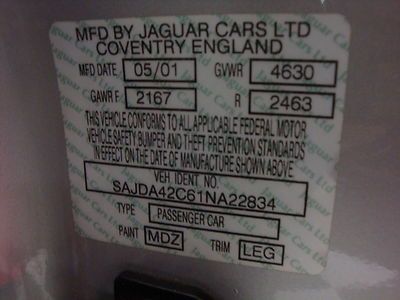 MFD BY JAGUAR CARS LTD
COVENTRY ENGLAND
MFD DATE 05/01 GVWR 4630
GAWR F 2167 R 2463
THIS VEHICLE CONFORMS TO ALL APPLICABLE FEDERAL MOTOR
VEHICLE SAFETY, BUMPER AND THEFT PREVENTION STANDARDS
IN EFFECT ON THE DATE OF MANUFACTURE SHOWN ABOVE
VEH. IDENT. NO.
SAJDA42C61NA22834
TYPE PASSENGER CAR
PAINT MDZ TRIM LEG